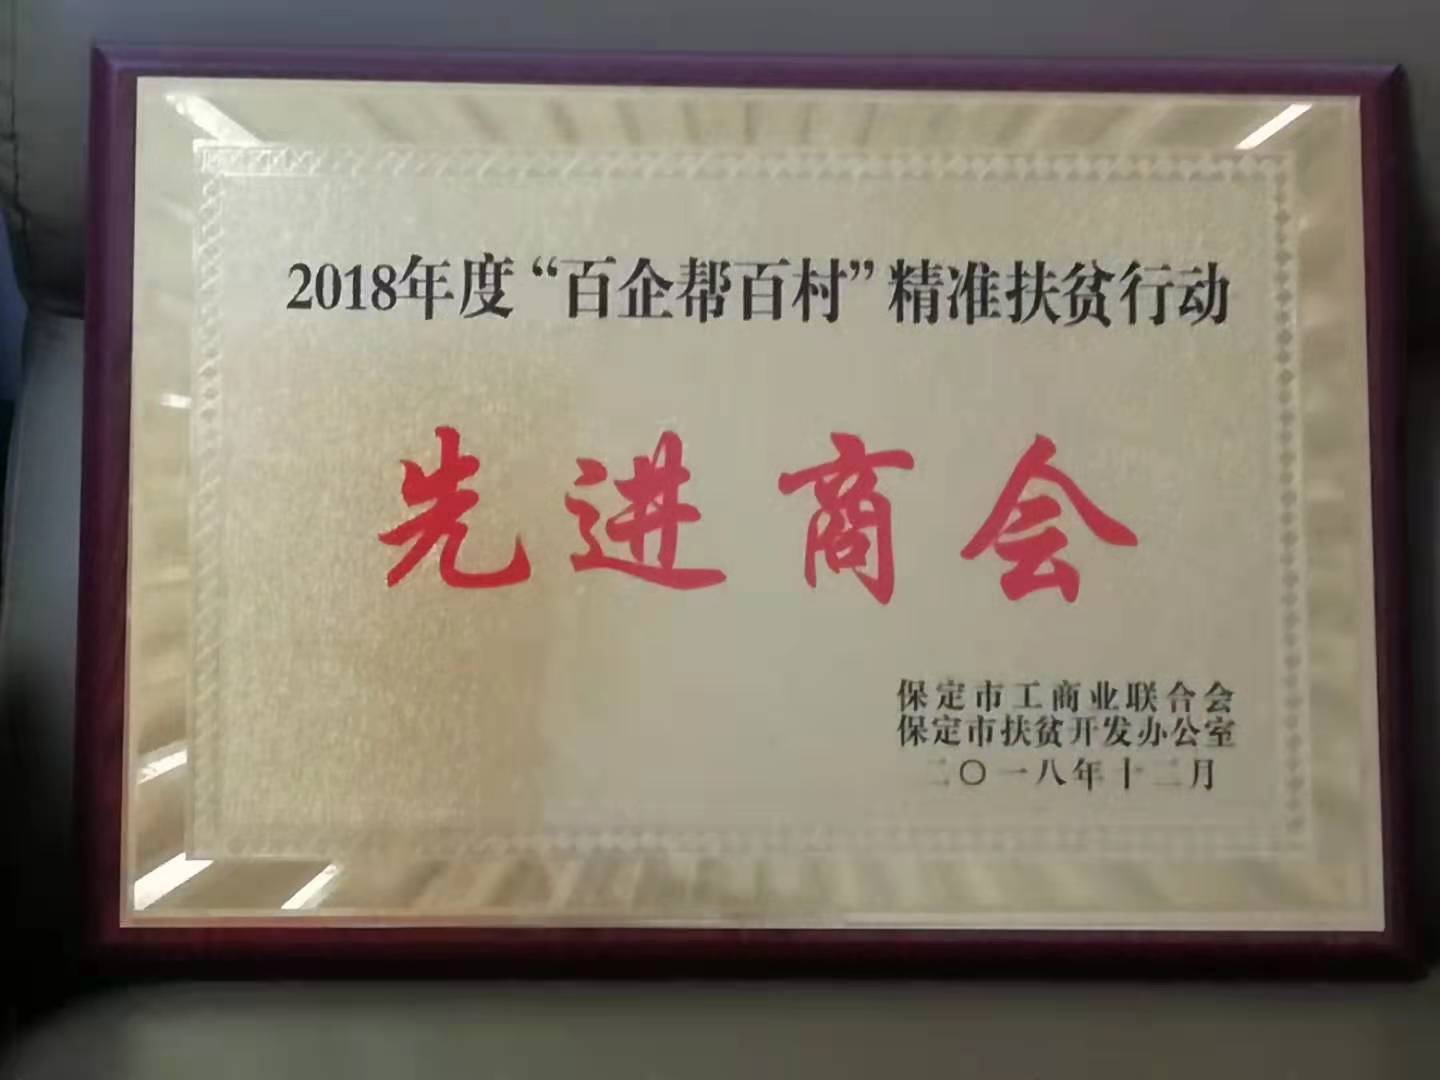 2018年度“百企帮百村”精准扶贫行动
先进商会
保定市工商业联合会
保定市扶贫开发办公室
二〇一八年十二月